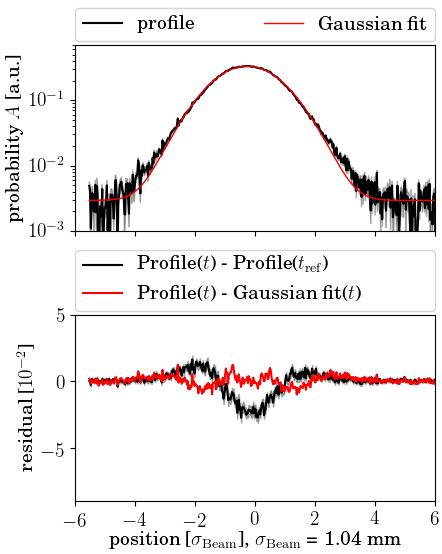 profile
Gaussian fit
probability A [a.u.]
10⁻¹
10⁻²
10⁻³
Profile(t) - Profile(t_ref)
Profile(t) - Gaussian fit(t)
residual [10⁻²]
5
0
−5
−6 −4 −2 0 2 4 6
position [σ_Beam], σ_Beam = 1.04 mm